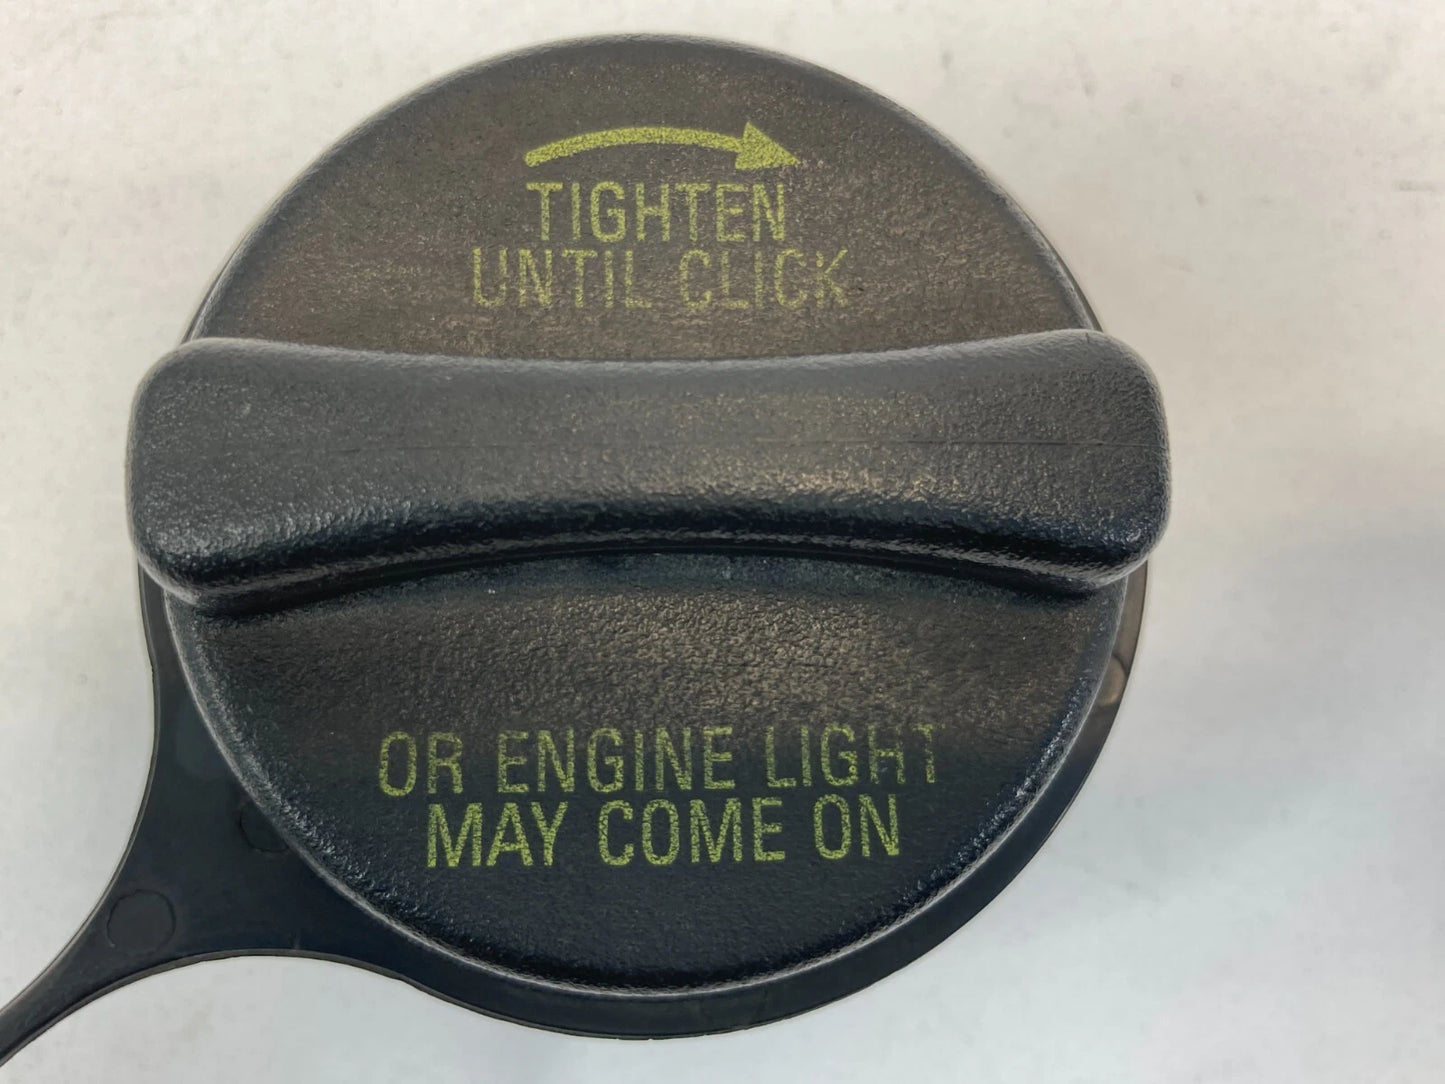 TIGHTEN
UNTIL CLICK
OR ENGINE LIGHT
MAY COME ON